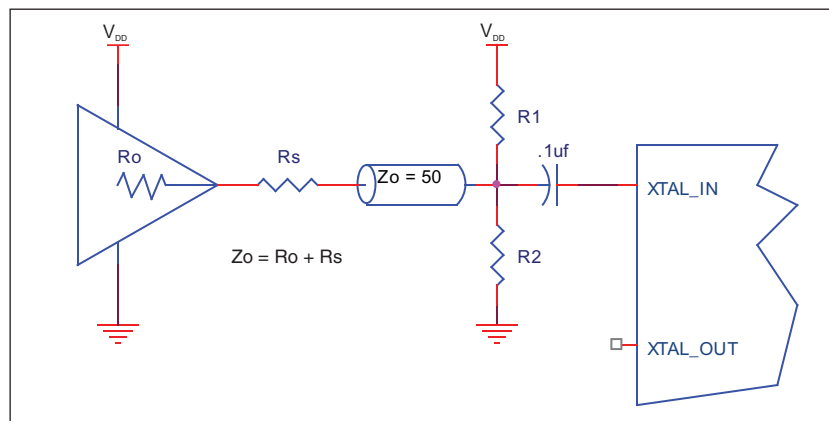 VDD
VDD
R1
.1uf
Ro
Rs
Zo = 50
XTAL_IN
Zo = Ro + Rs
R2
XTAL_OUT